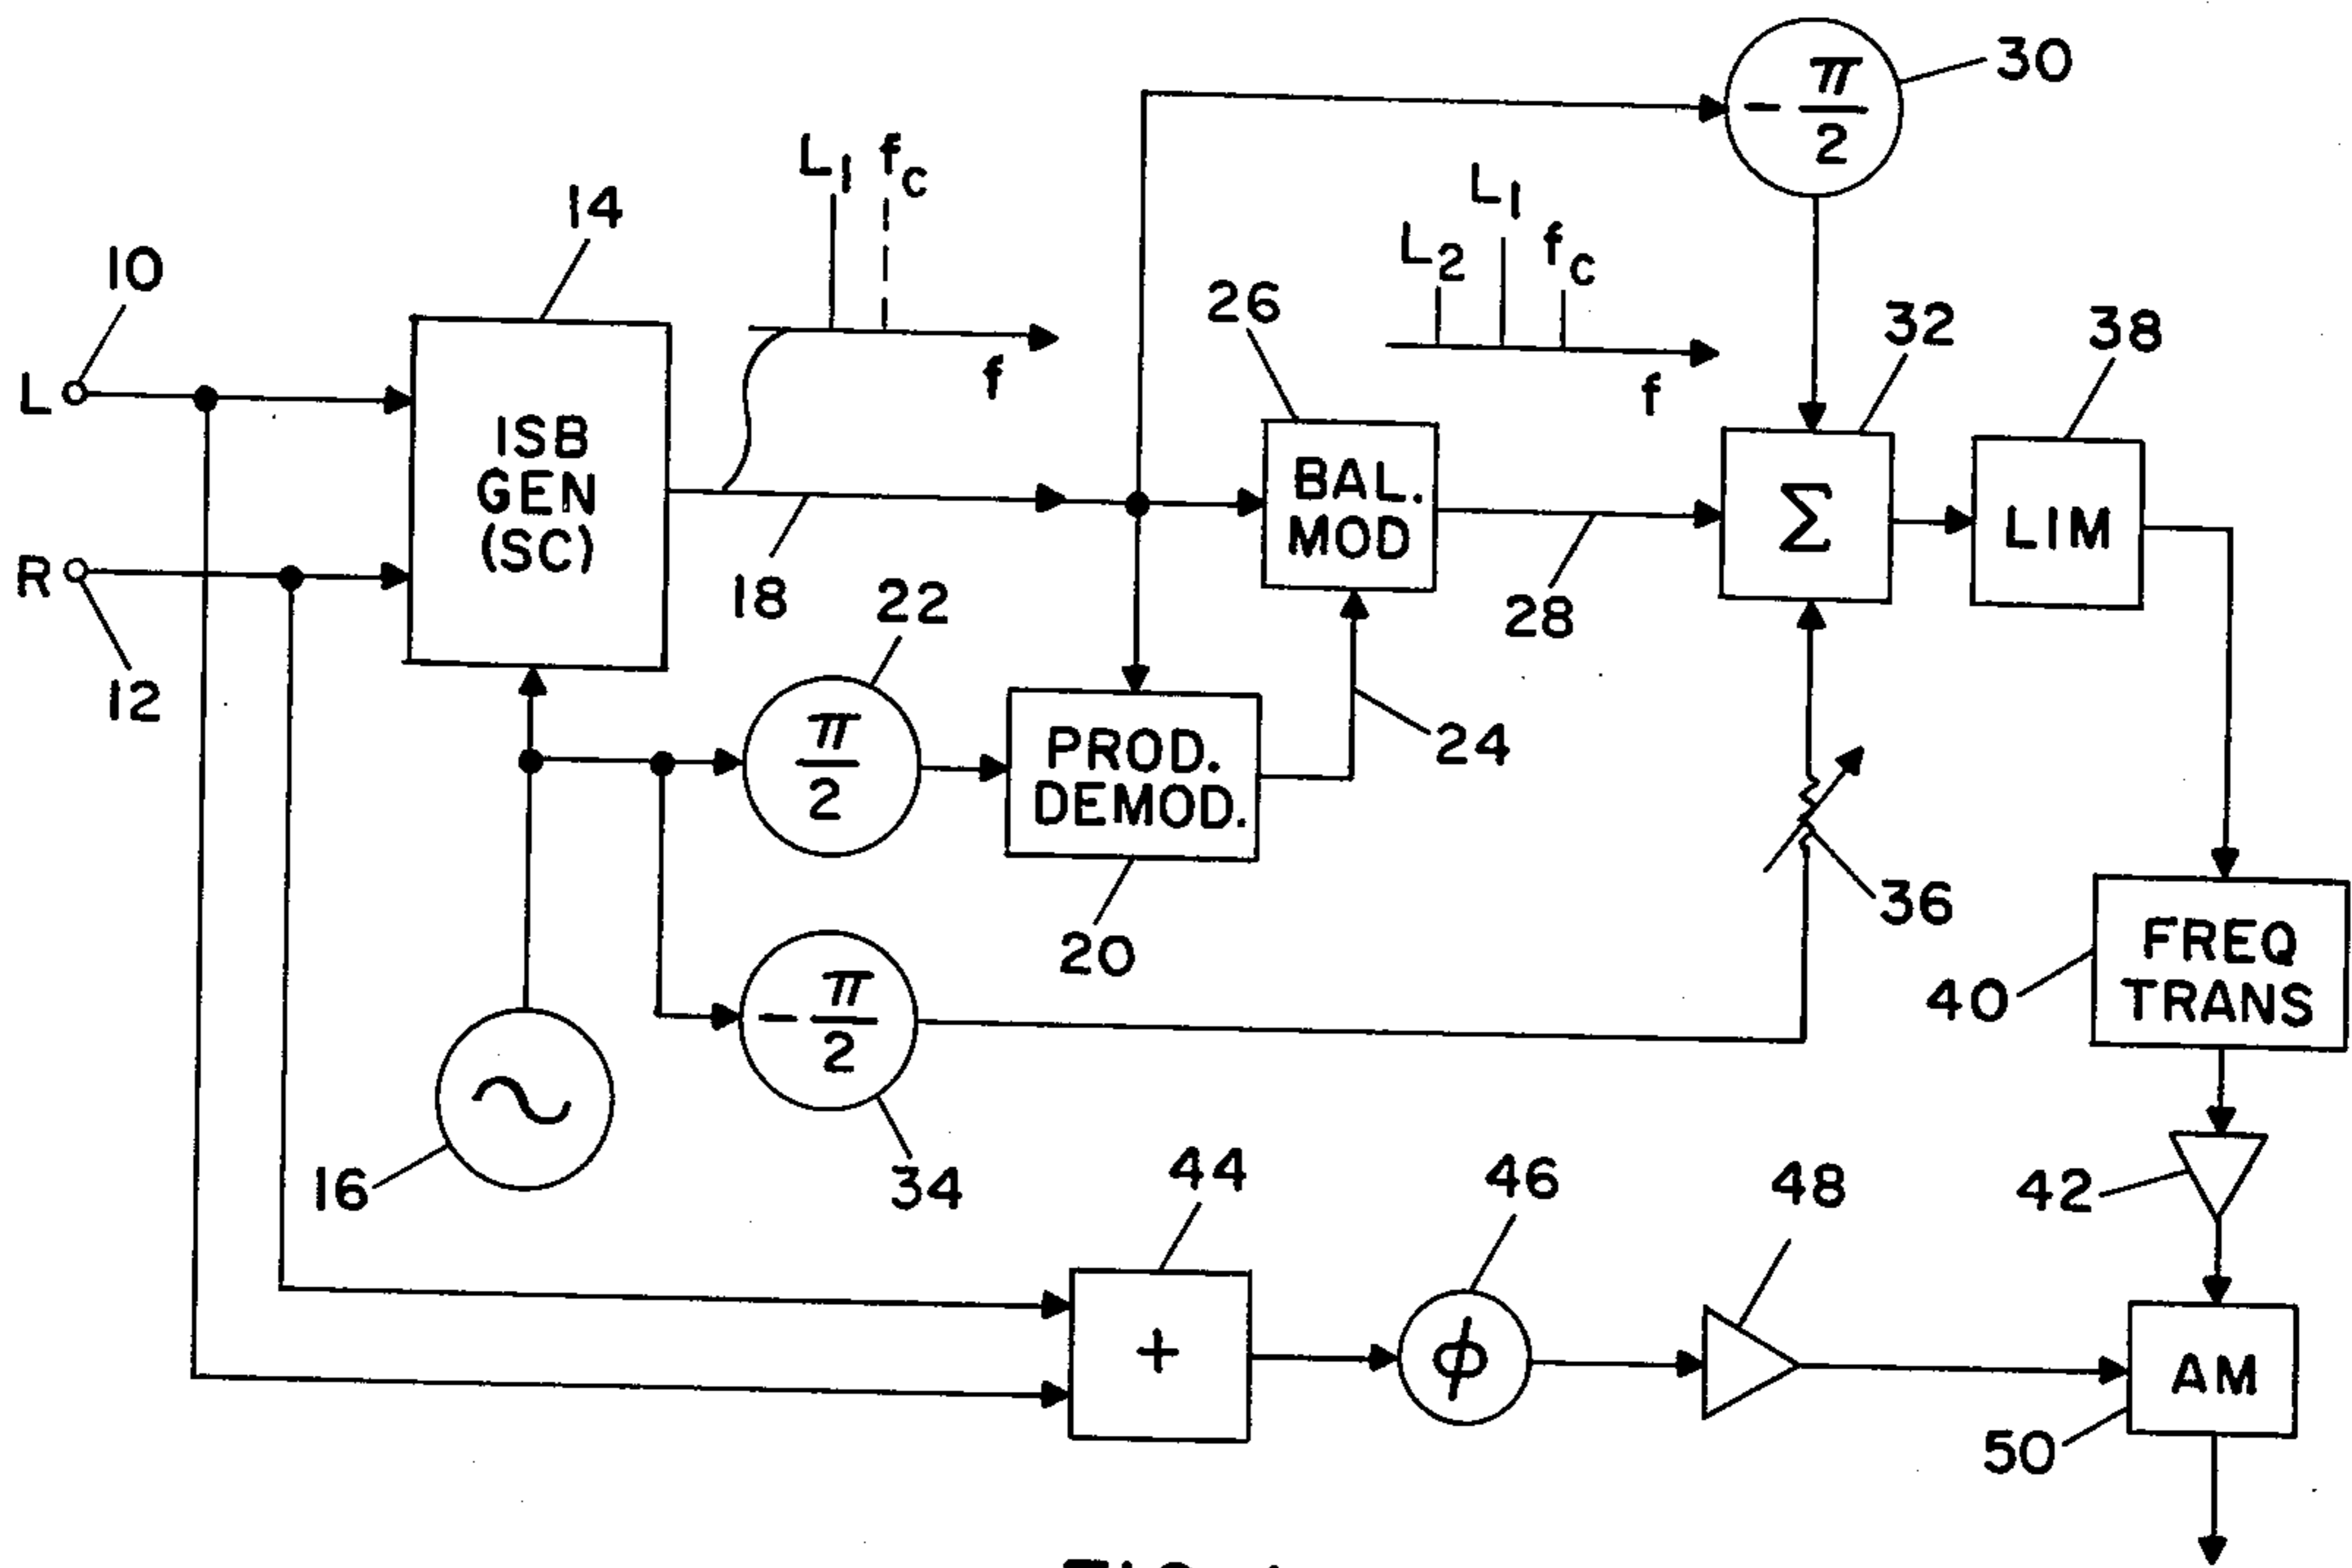 30
- π/2
L1 fc
14
L1
L2 fc
10
26
32
38
f
f
L
ISB
GEN
(SC)
BAL.
MOD
Σ
LIM
R
18
22
28
12
π/2
PROD.
DEMOD.
24
36
FREQ
TRANS
20
40
- π/2
16
34
44
46
48
42
+
ϕ
AM
50